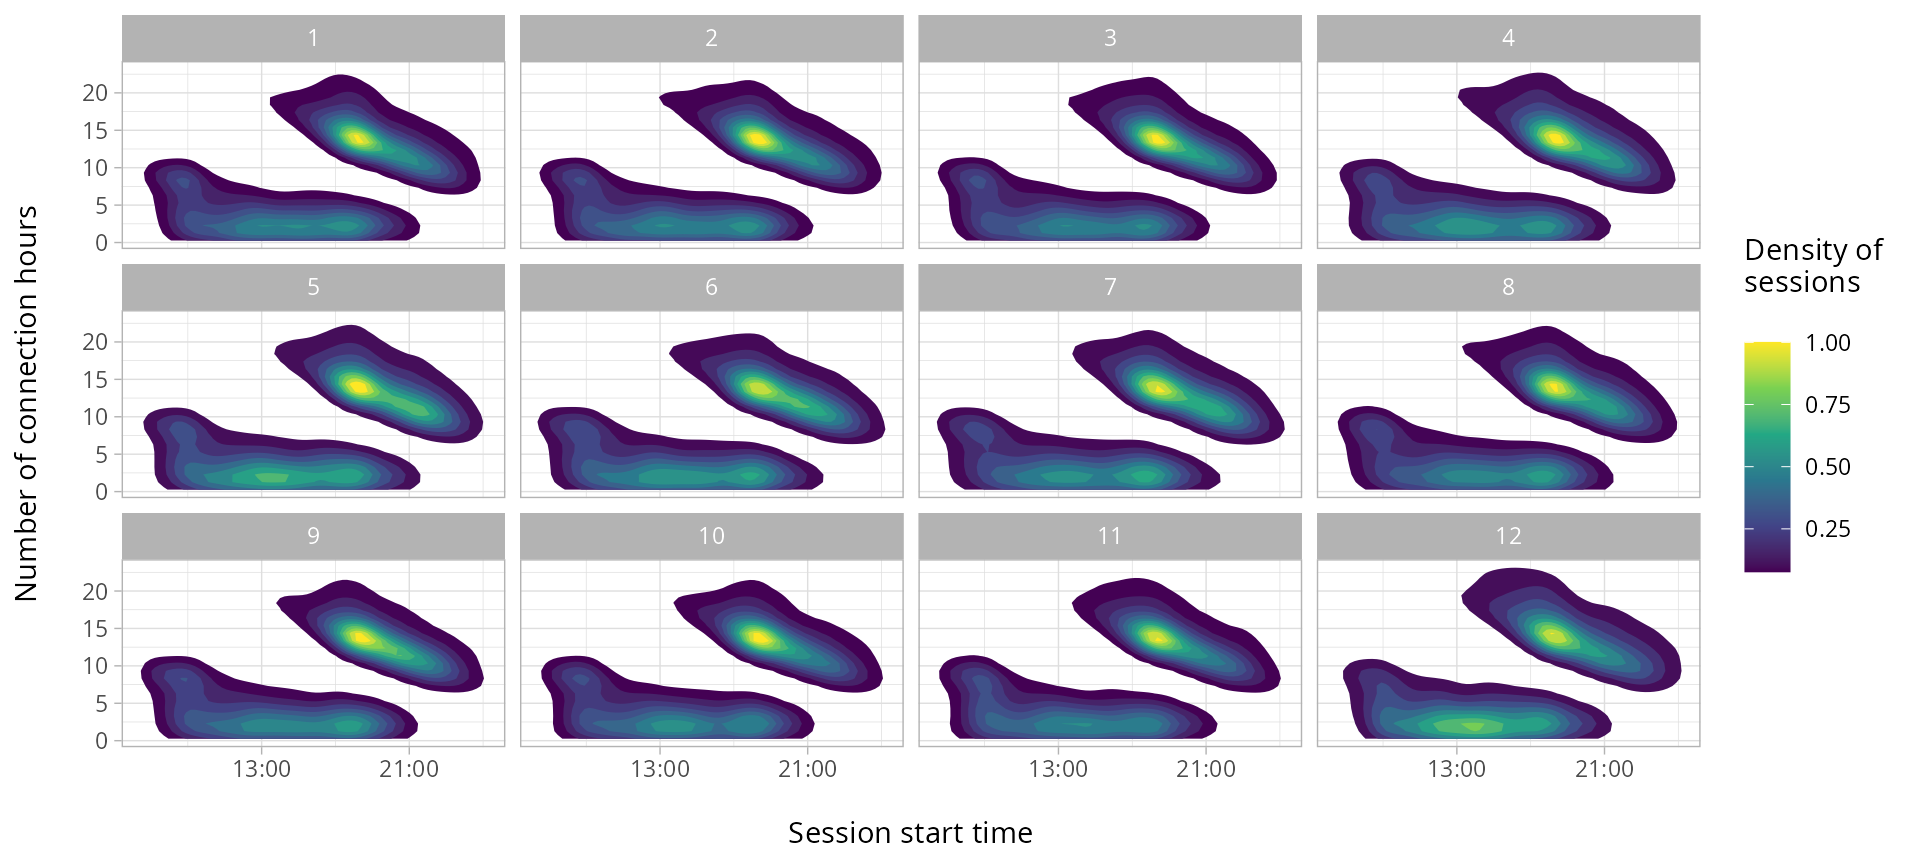 1 2 3 4
20
15
10
5
0
5 6 7 8
20
15
10
5
0
9 10 11 12
20
15
10
5
0
13:00 21:00 13:00 21:00 13:00 21:00 13:00 21:00
Session start time
Number of connection hours
Density of
sessions
1.00
0.75
0.50
0.25